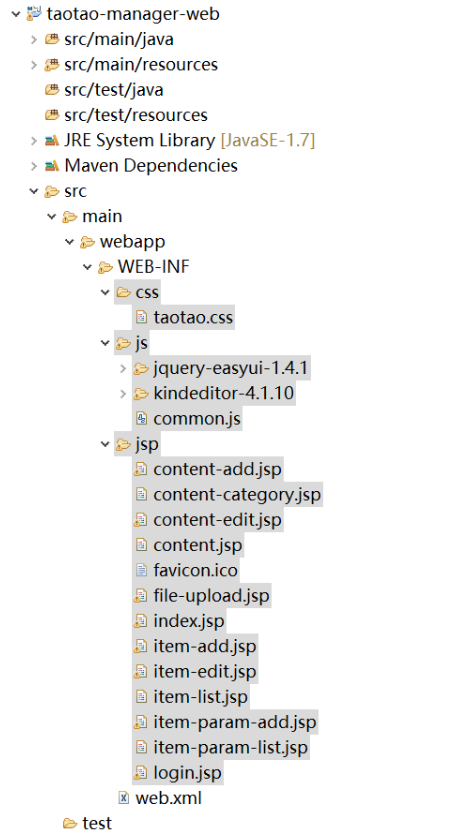 taotao-manager-web
src/main/java
src/main/resources
src/test/java
src/test/resources
JRE System Library [JavaSE-1.7]
Maven Dependencies
src
main
webapp
WEB-INF
css
taotao.css
js
jquery-easyui-1.4.1
kindeditor-4.1.10
common.js
jsp
content-add.jsp
content-category.jsp
content-edit.jsp
content.jsp
favicon.ico
file-upload.jsp
index.jsp
item-add.jsp
item-edit.jsp
item-list.jsp
item-param-add.jsp
item-param-list.jsp
login.jsp
web.xml
test